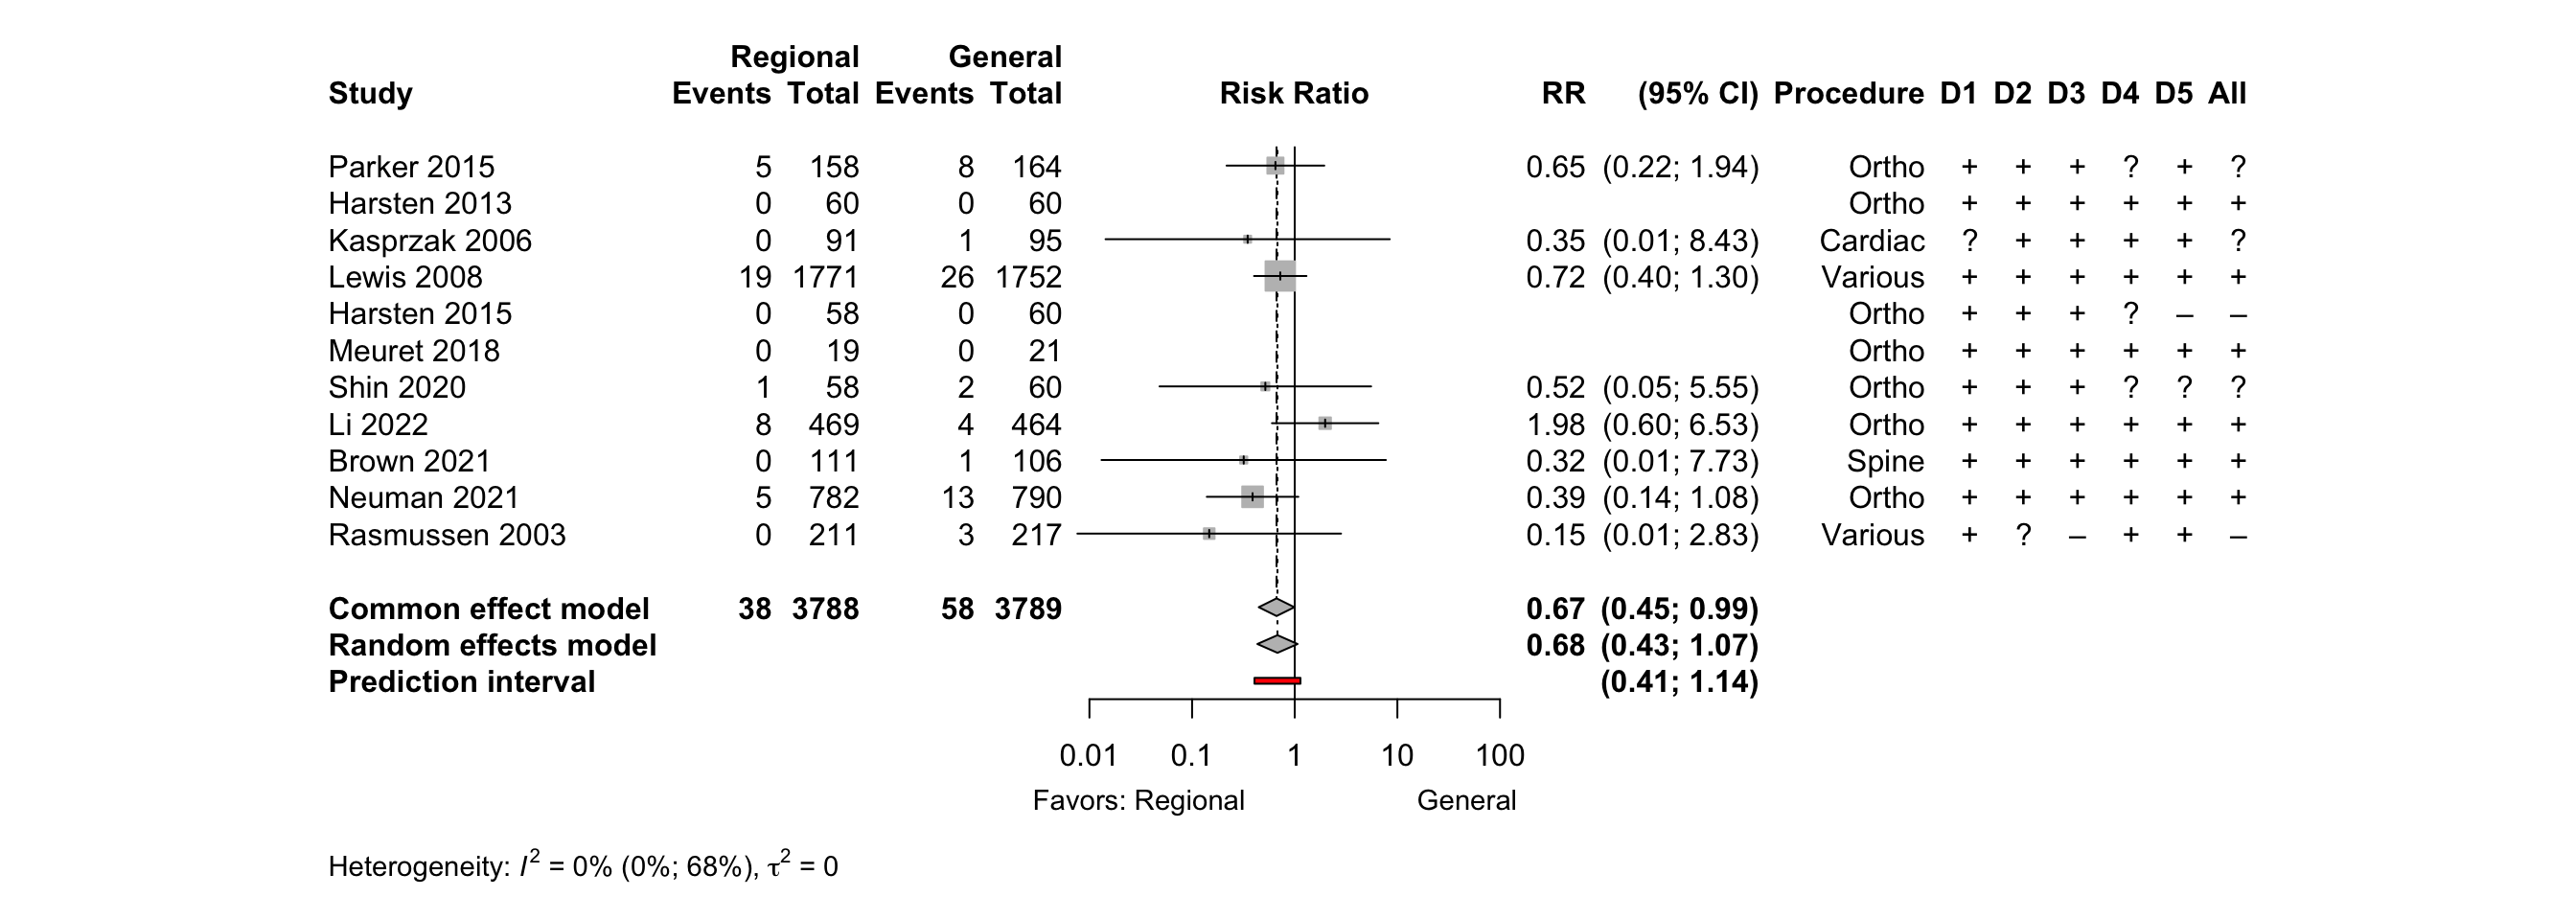 Regional General
Study Events Total Events Total Risk Ratio RR (95% CI) Procedure D1 D2 D3 D4 D5 All
Parker 2015 5 158 8 164 0.65 (0.22; 1.94) Ortho + + + ? + ?
Harsten 2013 0 60 0 60 Ortho + + + + + +
Kasprzak 2006 0 91 1 95 0.35 (0.01; 8.43) Cardiac ? + + + + ?
Lewis 2008 19 1771 26 1752 0.72 (0.40; 1.30) Various + + + + + +
Harsten 2015 0 58 0 60 Ortho + + + ? – –
Meuret 2018 0 19 0 21 Ortho + + + + + +
Shin 2020 1 58 2 60 0.52 (0.05; 5.55) Ortho + + + ? ? ?
Li 2022 8 469 4 464 1.98 (0.60; 6.53) Ortho + + + + + +
Brown 2021 0 111 1 106 0.32 (0.01; 7.73) Spine + + + + + +
Neuman 2021 5 782 13 790 0.39 (0.14; 1.08) Ortho + + + + + +
Rasmussen 2003 0 211 3 217 0.15 (0.01; 2.83) Various + ? – + + –
Common effect model 38 3788 58 3789 0.67 (0.45; 0.99)
Random effects model 0.68 (0.43; 1.07)
Prediction interval (0.41; 1.14)
0.01 0.1 1 10 100
Favors: Regional General
Heterogeneity: I² = 0% (0%; 68%), τ² = 0